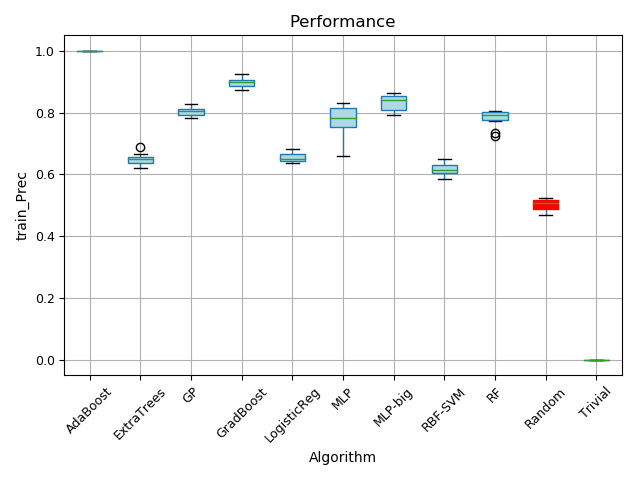 Performance
train_Prec
1.0
0.8
0.6
0.4
0.2
0.0
AdaBoost
ExtraTrees
GP
GradBoost
LogisticReg
MLP
MLP-big
RBF-SVM
RF
Random
Trivial
Algorithm